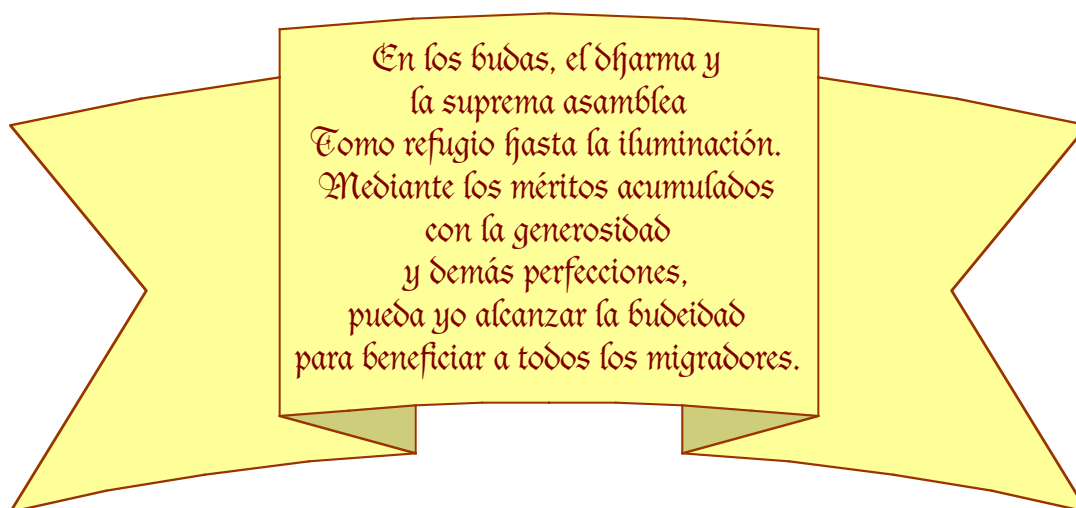 En los budas, el dharma y
la suprema asamblea
Tomo refugio hasta la iluminación.
Mediante los méritos acumulados
con la generosidad
y demás perfecciones,
pueda yo alcanzar la budeidad
para beneficiar a todos los migradores.